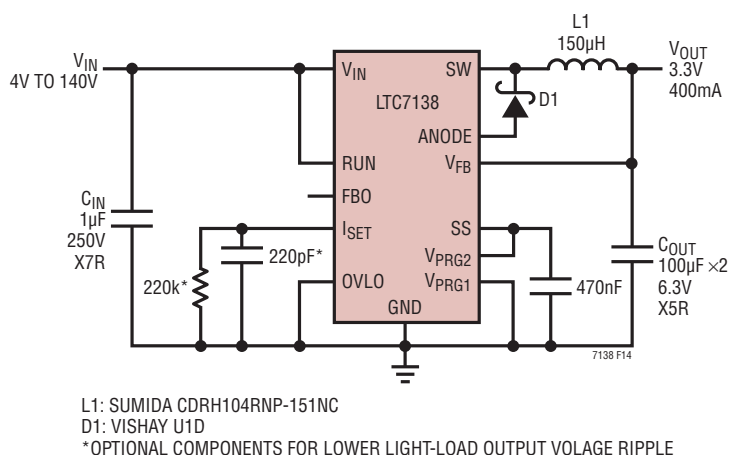 L1
150µH
VIN
4V TO 140V
VOUT
3.3V
400mA
VIN
SW
LTC7138
D1
ANODE
RUN
VFB
CIN
1µF
250V
X7R
FBO
ISET
SS
220pF*
VPRG2
COUT
100µF ×2
6.3V
X5R
220k*
OVLO
VPRG1
470nF
GND
7138 F14
L1: SUMIDA CDRH104RNP-151NC
D1: VISHAY U1D
*OPTIONAL COMPONENTS FOR LOWER LIGHT-LOAD OUTPUT VOLAGE RIPPLE